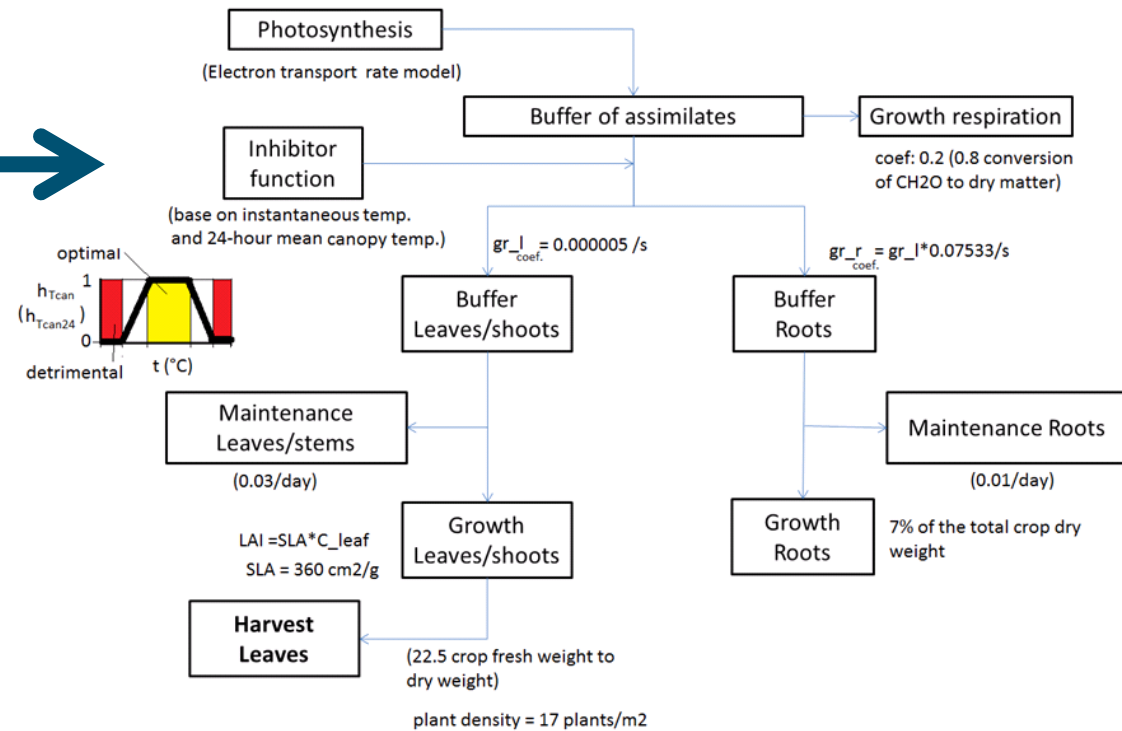 Photosynthesis
(Electron transport rate model)
Buffer of assimilates
Growth respiration
coef: 0.2 (0.8 conversion
of CH2O to dry matter)
Inhibitor
function
(base on instantaneous temp.
and 24-hour mean canopy temp.)
optimal
hTcan 1
(hTcan24)
0
detrimental
t (°C)
gr_l coef. = 0.000005 /s
gr_r coef. = gr_l*0.07533/s
Buffer
Leaves/shoots
Buffer
Roots
Maintenance
Leaves/stems
(0.03/day)
Maintenance Roots
(0.01/day)
LAI =SLA*C_leaf
SLA = 360 cm2/g
Growth
Leaves/shoots
Growth
Roots
7% of the total crop dry
weight
Harvest
Leaves
(22.5 crop fresh weight to
dry weight)
plant density = 17 plants/m2